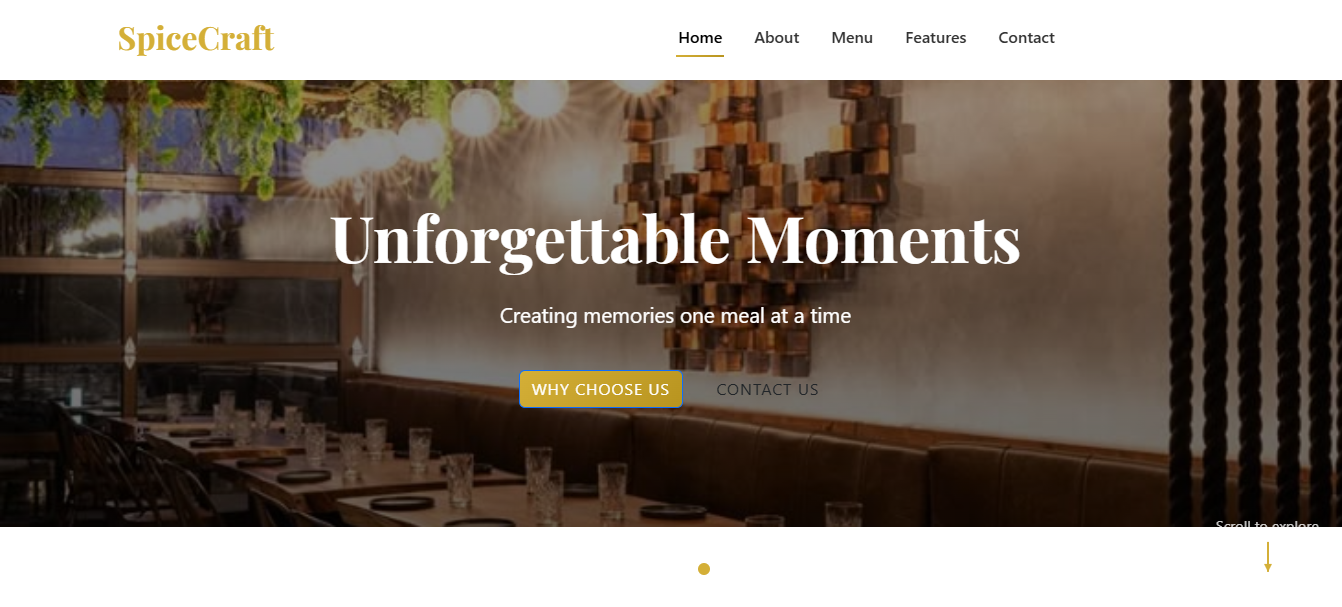 SpiceCraft
Home About Menu Features Contact
Unforgettable Moments
Creating memories one meal at a time
WHY CHOOSE US CONTACT US
Scroll to explore